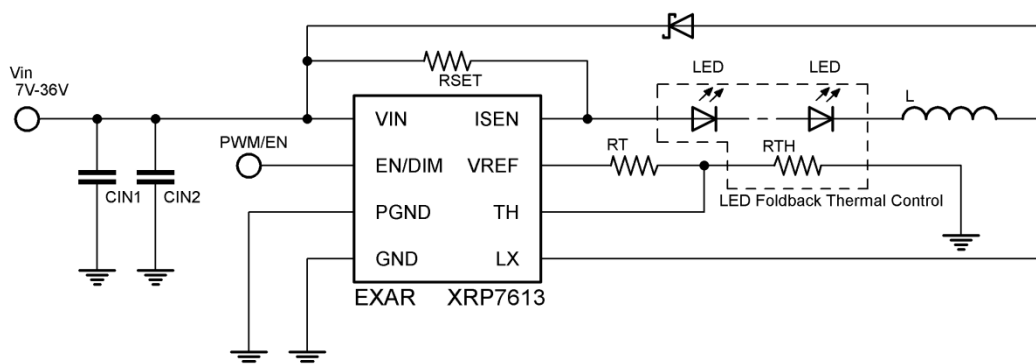 Vin
7V-36V
RSET
LED
LED
L
VIN
ISEN
PWM/EN
RT
RTH
EN/DIM
VREF
CIN1
CIN2
LED Foldback Thermal Control
PGND
TH
GND
LX
EXAR XRP7613